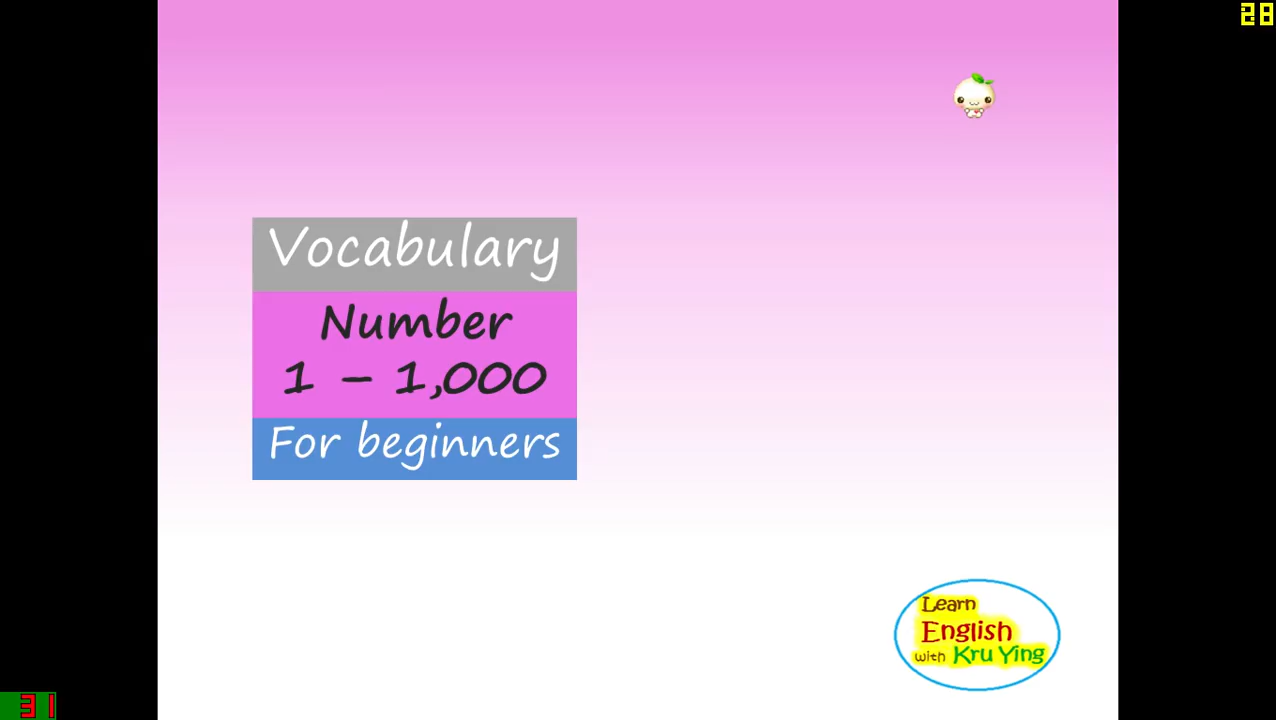 28
Vocabulary
Number
1 – 1,000
For beginners
Learn
English
with Kru Ying
31